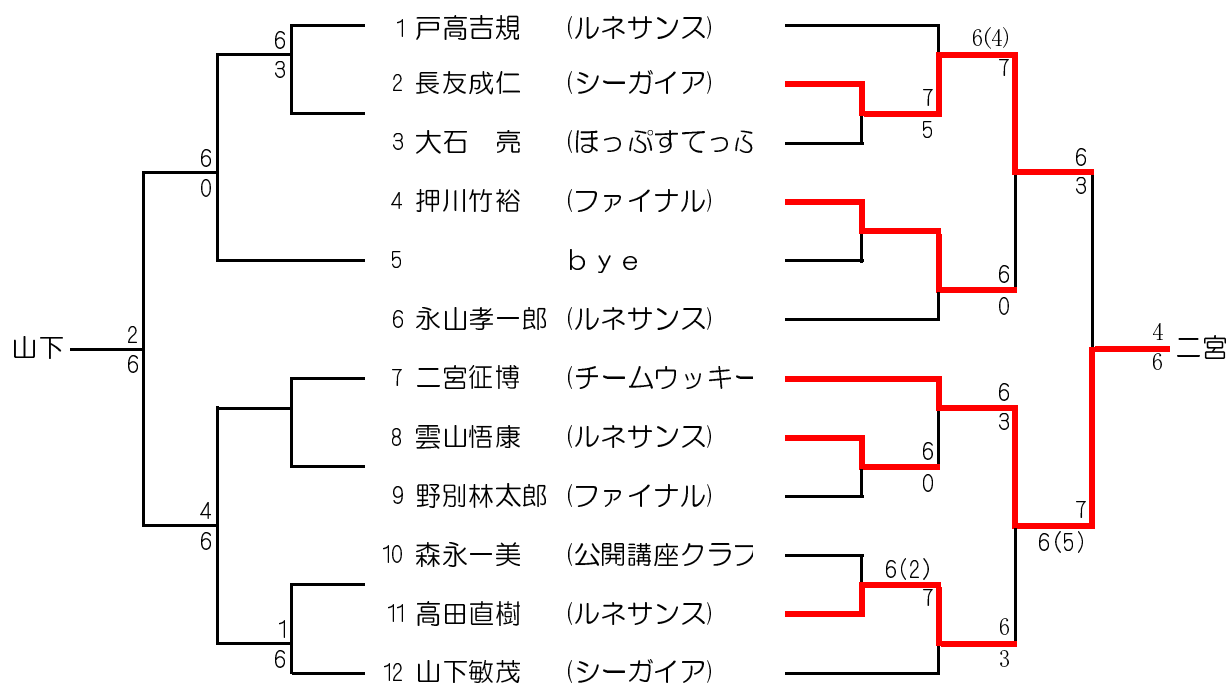 1 戸高吉規 (ルネサンス)
6(4)
6
3
7
2 長友成仁 (シーガイア)
7
5
3 大石 亮 (ほっぷすてっぷ
6
0
6
3
4 押川竹裕 (ファイナル)
5 bye
6
0
6 永山孝一郎 (ルネサンス)
山下
2
6
4
6
二宮
7 二宮征博 (チームウッキー
6
3
8 雲山悟康 (ルネサンス)
6
0
9 野別林太郎 (ファイナル)
4
6
7
6(5)
10 森永一美 (公開講座クラブ
6(2)
7
11 高田直樹 (ルネサンス)
1
6
6
3
12 山下敏茂 (シーガイア)